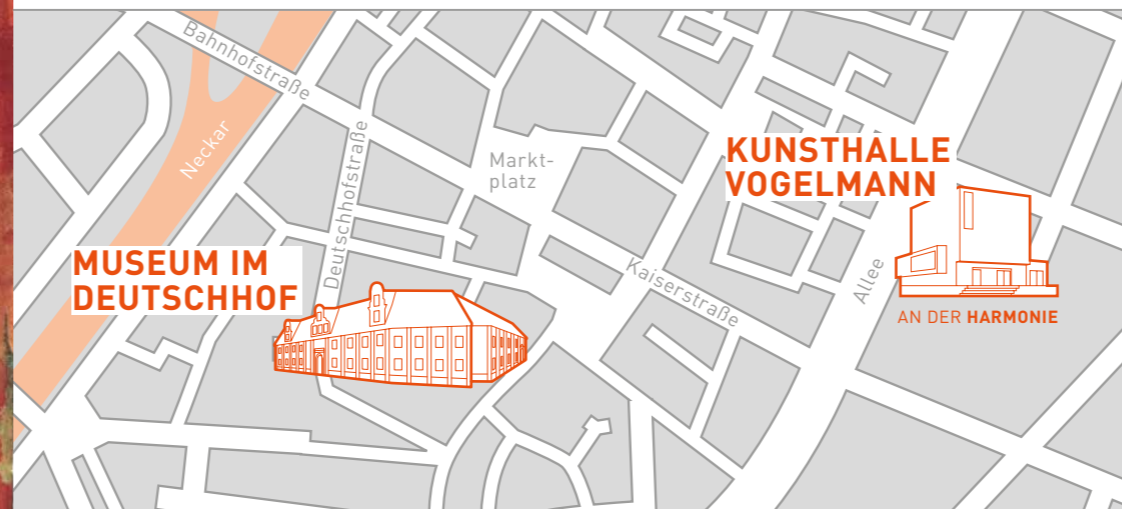 Bahnhofstraße
Neckar
Deutschhofstraße
Markt-
platz
KUNSTHALLE
VOGELMANN
MUSEUM IM
DEUTSCHHOF
Kaiserstraße
Allee
AN DER HARMONIE